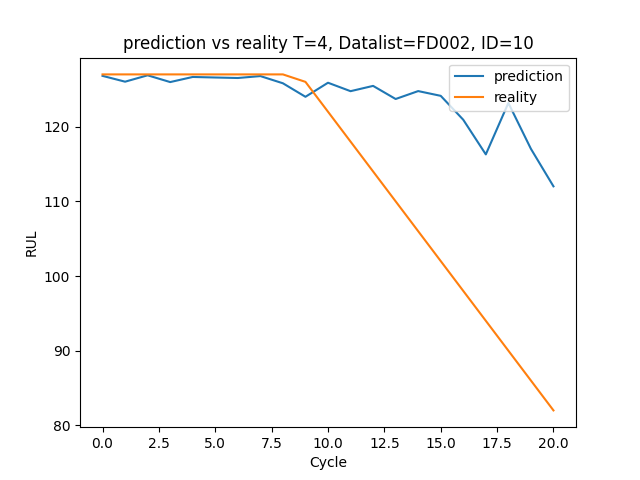 prediction vs reality T=4, Datalist=FD002, ID=10
prediction
reality
RUL
120
110
100
90
80
0.0 2.5 5.0 7.5 10.0 12.5 15.0 17.5 20.0
Cycle